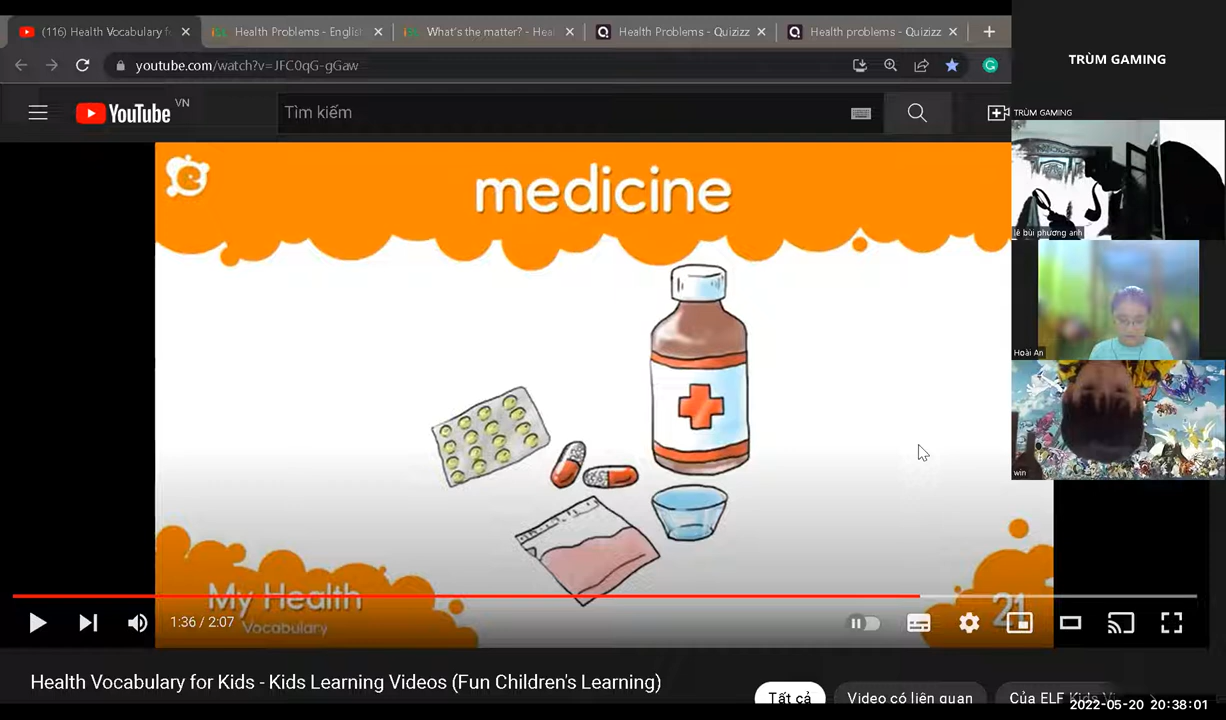 (116) Health Vocabulary f
Health Problems - Englis
What's the matter? - Heal
Health Problems - Quizizz
Health problems - Quizizz
TRÙM GAMING
youtube.com/watch?v=JFC0qG-gGaw
YouTube VN
Tìm kiếm
TRÙM GAMING
medicine
lê bùi phương anh
Hoài An
win
My Health
Vocabulary
21
1:36 / 2:07
Health Vocabulary for Kids - Kids Learning Videos (Fun Children's Learning)
Tất cả
Video có liên quan
Của ELF Kids Vi
2022-05-20 20:38:01